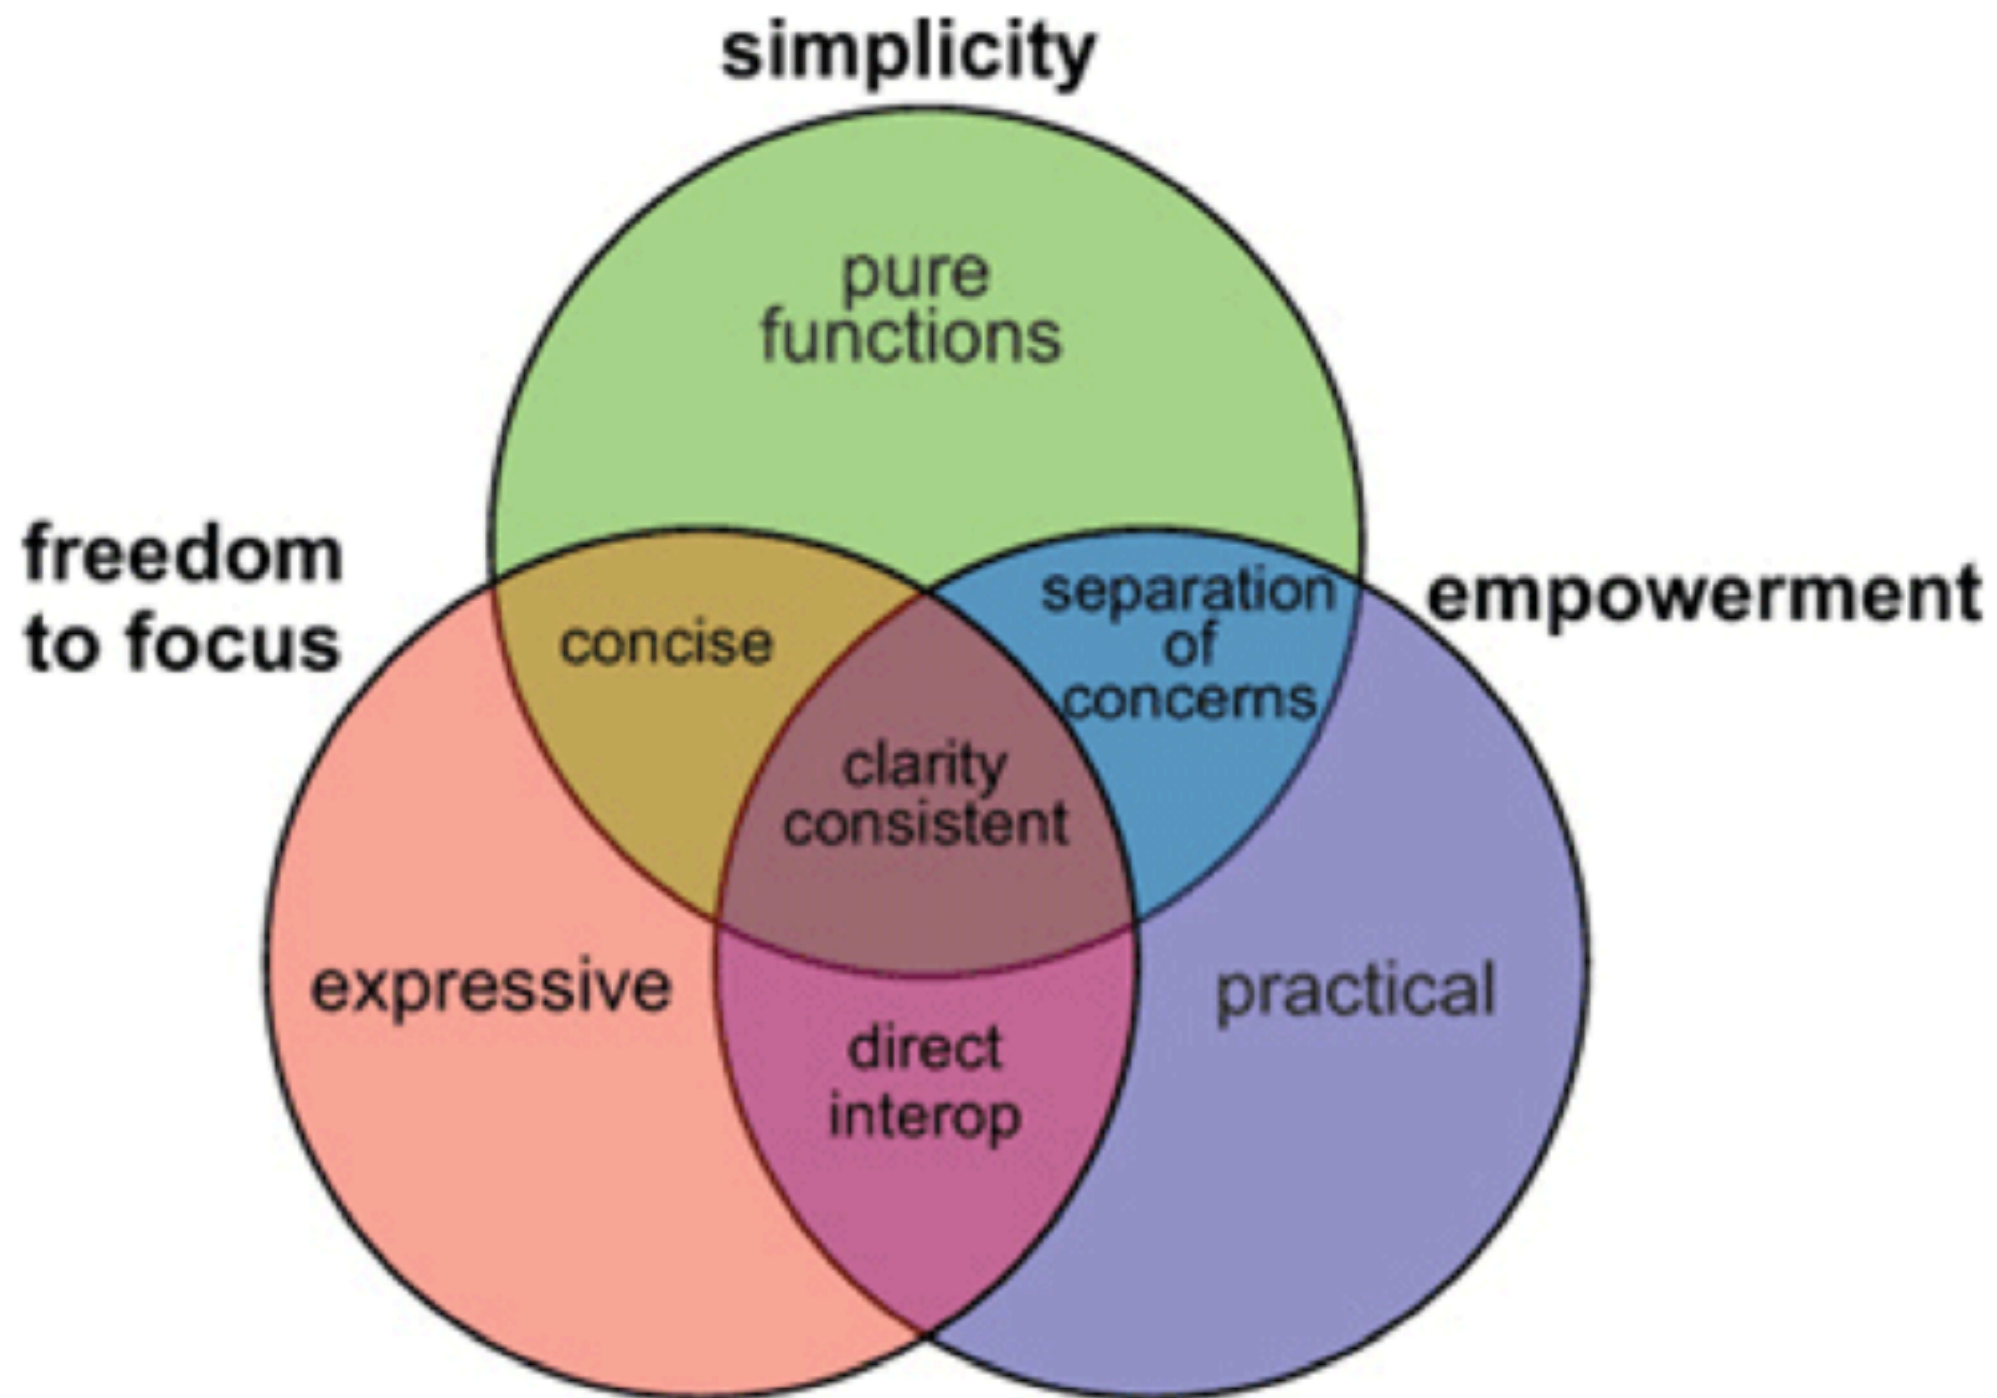 simplicity
pure
functions
freedom
to focus
empowerment
concise
separation
of
concerns
clarity
consistent
expressive
practical
direct
interop